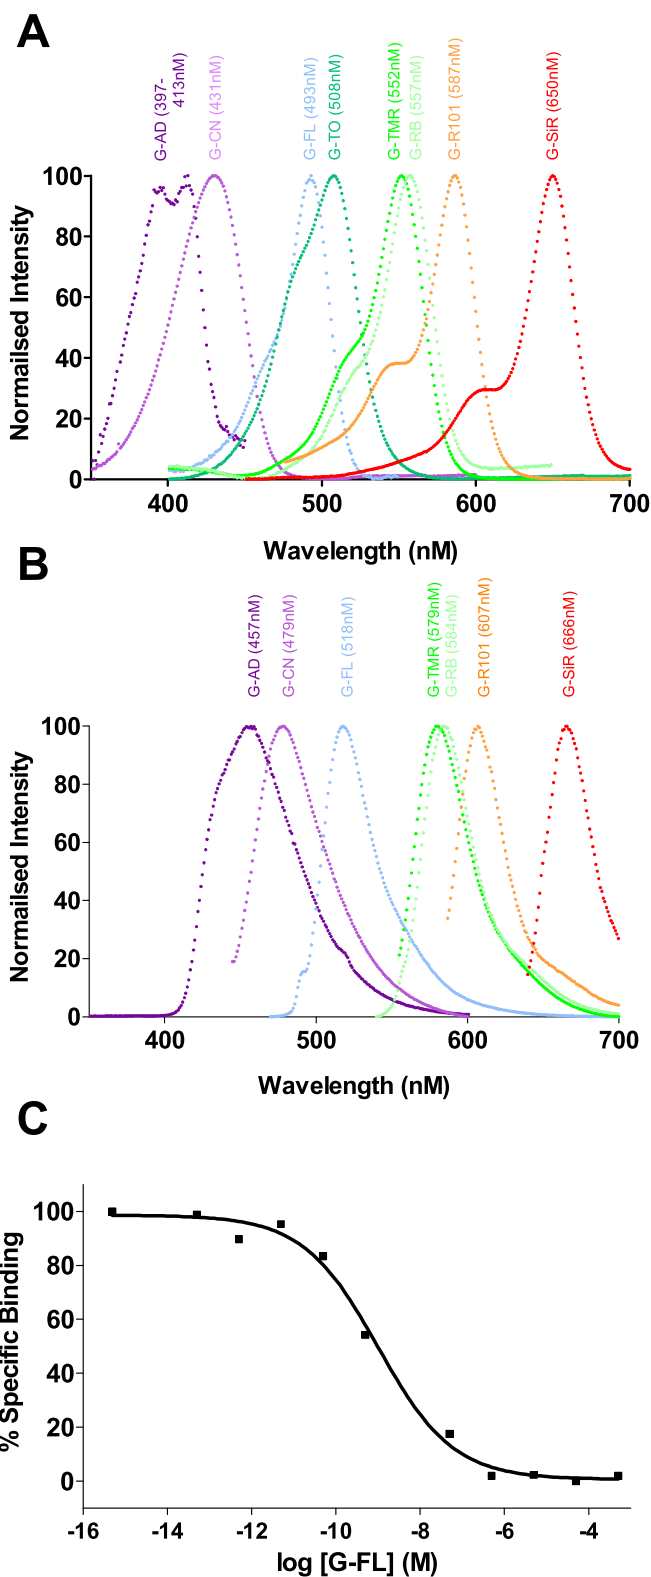 A
G-AD (397-
413nM)
G-CN (431nM)
G-FL (493nM)
G-TO (508nM)
G-TMR (552nM)
G-RB (557nM)
G-R101 (587nM)
G-SiR (650nM)
Normailsed Intensity
100
80
60
40
20
0
400
500
600
700
Wavelength (nM)
B
G-AD (457nM)
G-CN (479nM)
G-FL (518nM)
G-TMR (579nM)
G-RB (584nM)
G-R101 (607nM)
G-SiR (666nM)
Normailsed Intensity
100
80
60
40
20
0
400
500
600
700
Wavelength (nM)
C
% Specific Binding
100
80
60
40
20
0
-16
-14
-12
-10
-8
-6
-4
log [G-FL] (M)